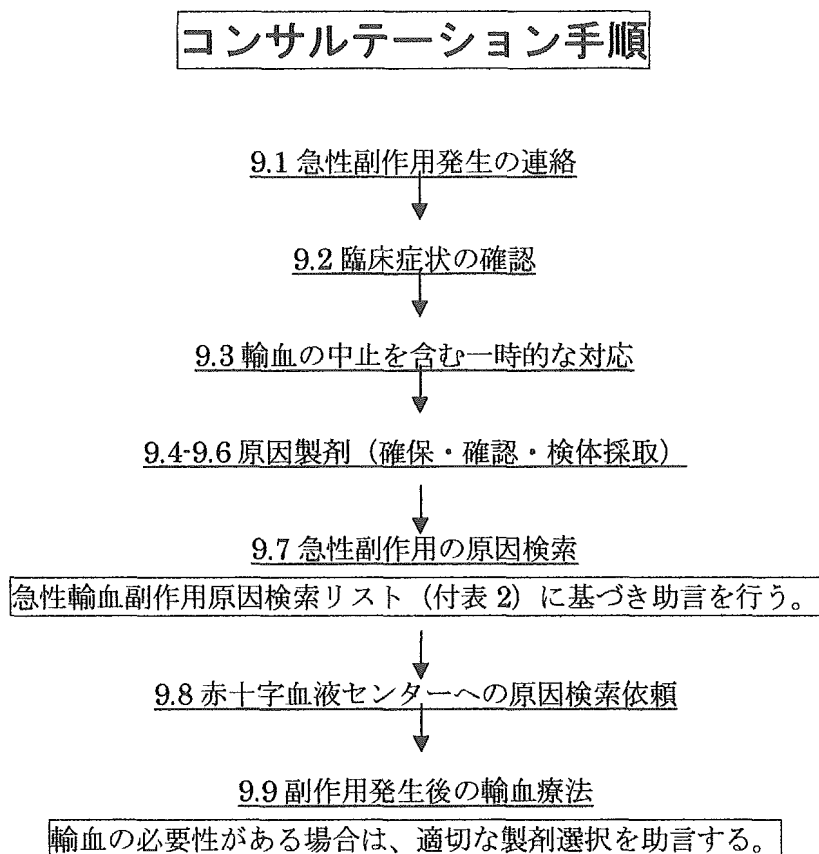 コンサルテーション手順
9.1 急性副作用発生の連絡
9.2 臨床症状の確認
9.3 輸血の中止を含む一時的な対応
9.4-9.6 原因製剤（確保・確認・検体採取）
9.7 急性副作用の原因検索
急性輸血副作用原因検索リスト（付表 2）に基づき助言を行う。
9.8 赤十字血液センターへの原因検索依頼
9.9 副作用発生後の輸血療法
輸血の必要性がある場合は、適切な製剤選択を助言する。